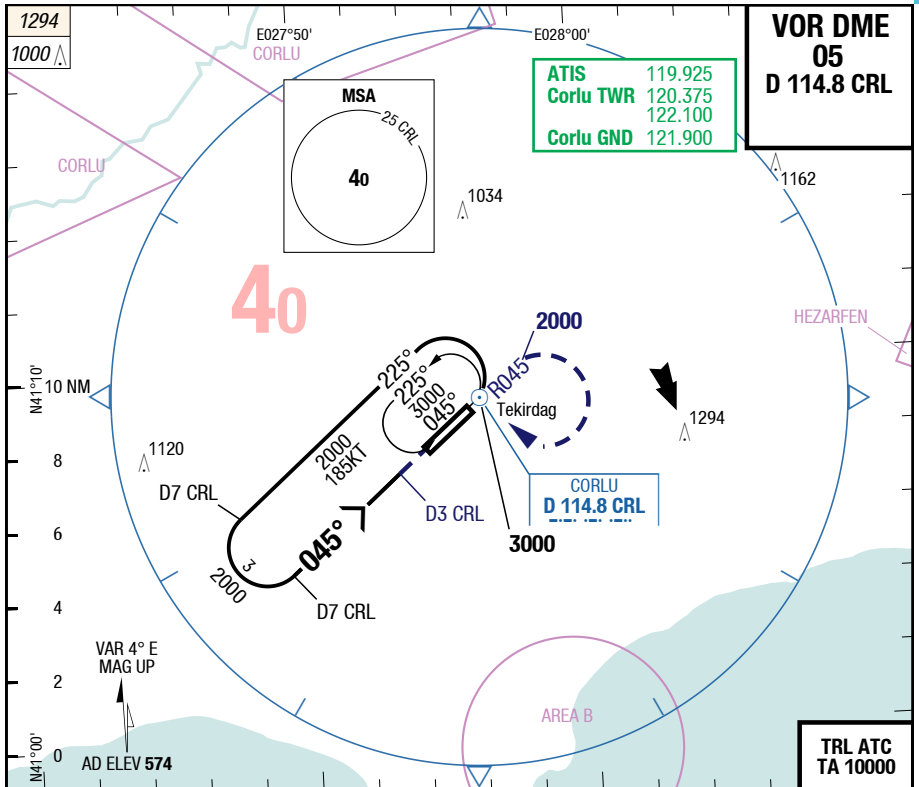 1294
1000
E027°50'
E028°00'
CORLU
VOR DME
05
D 114.8 CRL
ATIS 119.925
Corlu TWR 120.375
122.100
Corlu GND 121.900
MSA
25 CRL
40
CORLU
1034
1162
40
HEZARFEN
2000
R045
225°
225°
3000
045°
Tekirdag
N41°10'
10 NM
1294
1120
8
2000
185KT
D7 CRL
CORLU
D 114.8 CRL
D3 CRL
3000
045°
6
3
2000
D7 CRL
4
VAR 4° E
MAG UP
2
AREA B
N41°00'
0
AD ELEV 574
TRL ATC
TA 10000